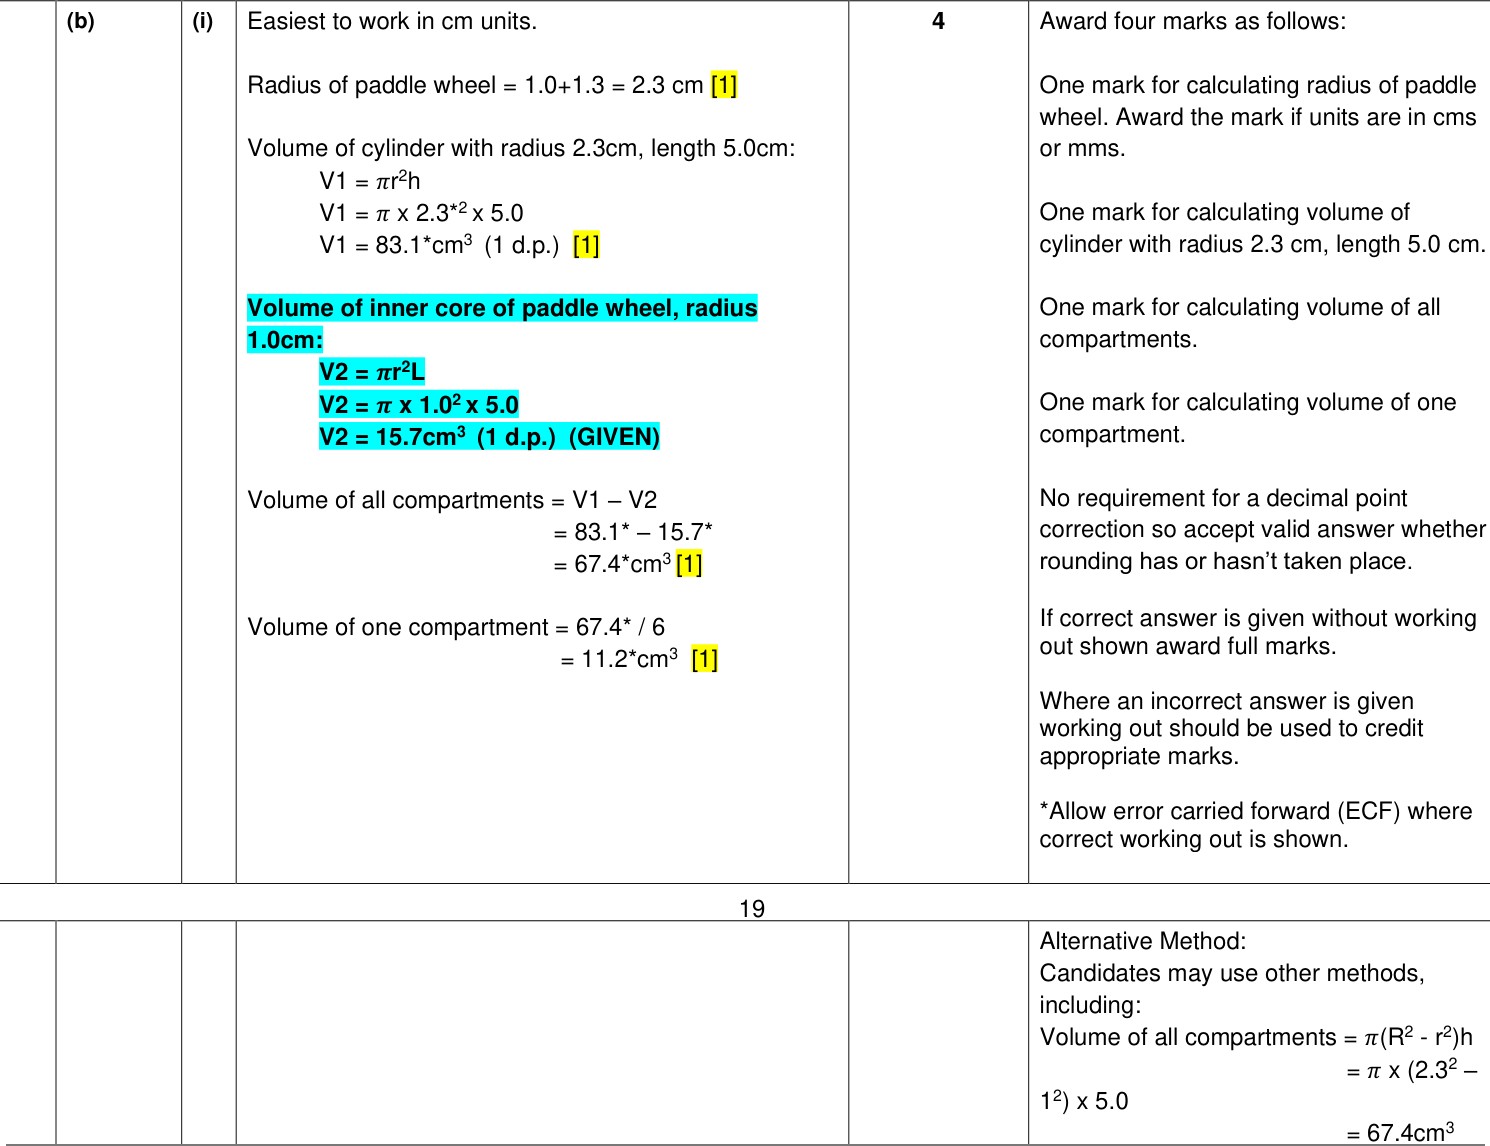 (b) (i) Easiest to work in cm units. 4 Award four marks as follows:
Radius of paddle wheel = 1.0+1.3 = 2.3 cm [1]
Volume of cylinder with radius 2.3cm, length 5.0cm:
V1 = πr²h
V1 = π x 2.3*² x 5.0
V1 = 83.1*cm³ (1 d.p.) [1]
Volume of inner core of paddle wheel, radius
1.0cm:
V2 = πr²L
V2 = π x 1.0² x 5.0
V2 = 15.7cm³ (1 d.p.) (GIVEN)
Volume of all compartments = V1 – V2
= 83.1* – 15.7*
= 67.4*cm³ [1]
Volume of one compartment = 67.4* / 6
= 11.2*cm³ [1]
One mark for calculating radius of paddle
wheel. Award the mark if units are in cms
or mms.
One mark for calculating volume of
cylinder with radius 2.3 cm, length 5.0 cm.
One mark for calculating volume of all
compartments.
One mark for calculating volume of one
compartment.
No requirement for a decimal point
correction so accept valid answer whether
rounding has or hasn’t taken place.
If correct answer is given without working
out shown award full marks.
Where an incorrect answer is given
working out should be used to credit
appropriate marks.
*Allow error carried forward (ECF) where
correct working out is shown.
19
Alternative Method:
Candidates may use other methods,
including:
Volume of all compartments = π(R² - r²)h
= π x (2.3² –
1²) x 5.0
= 67.4cm³